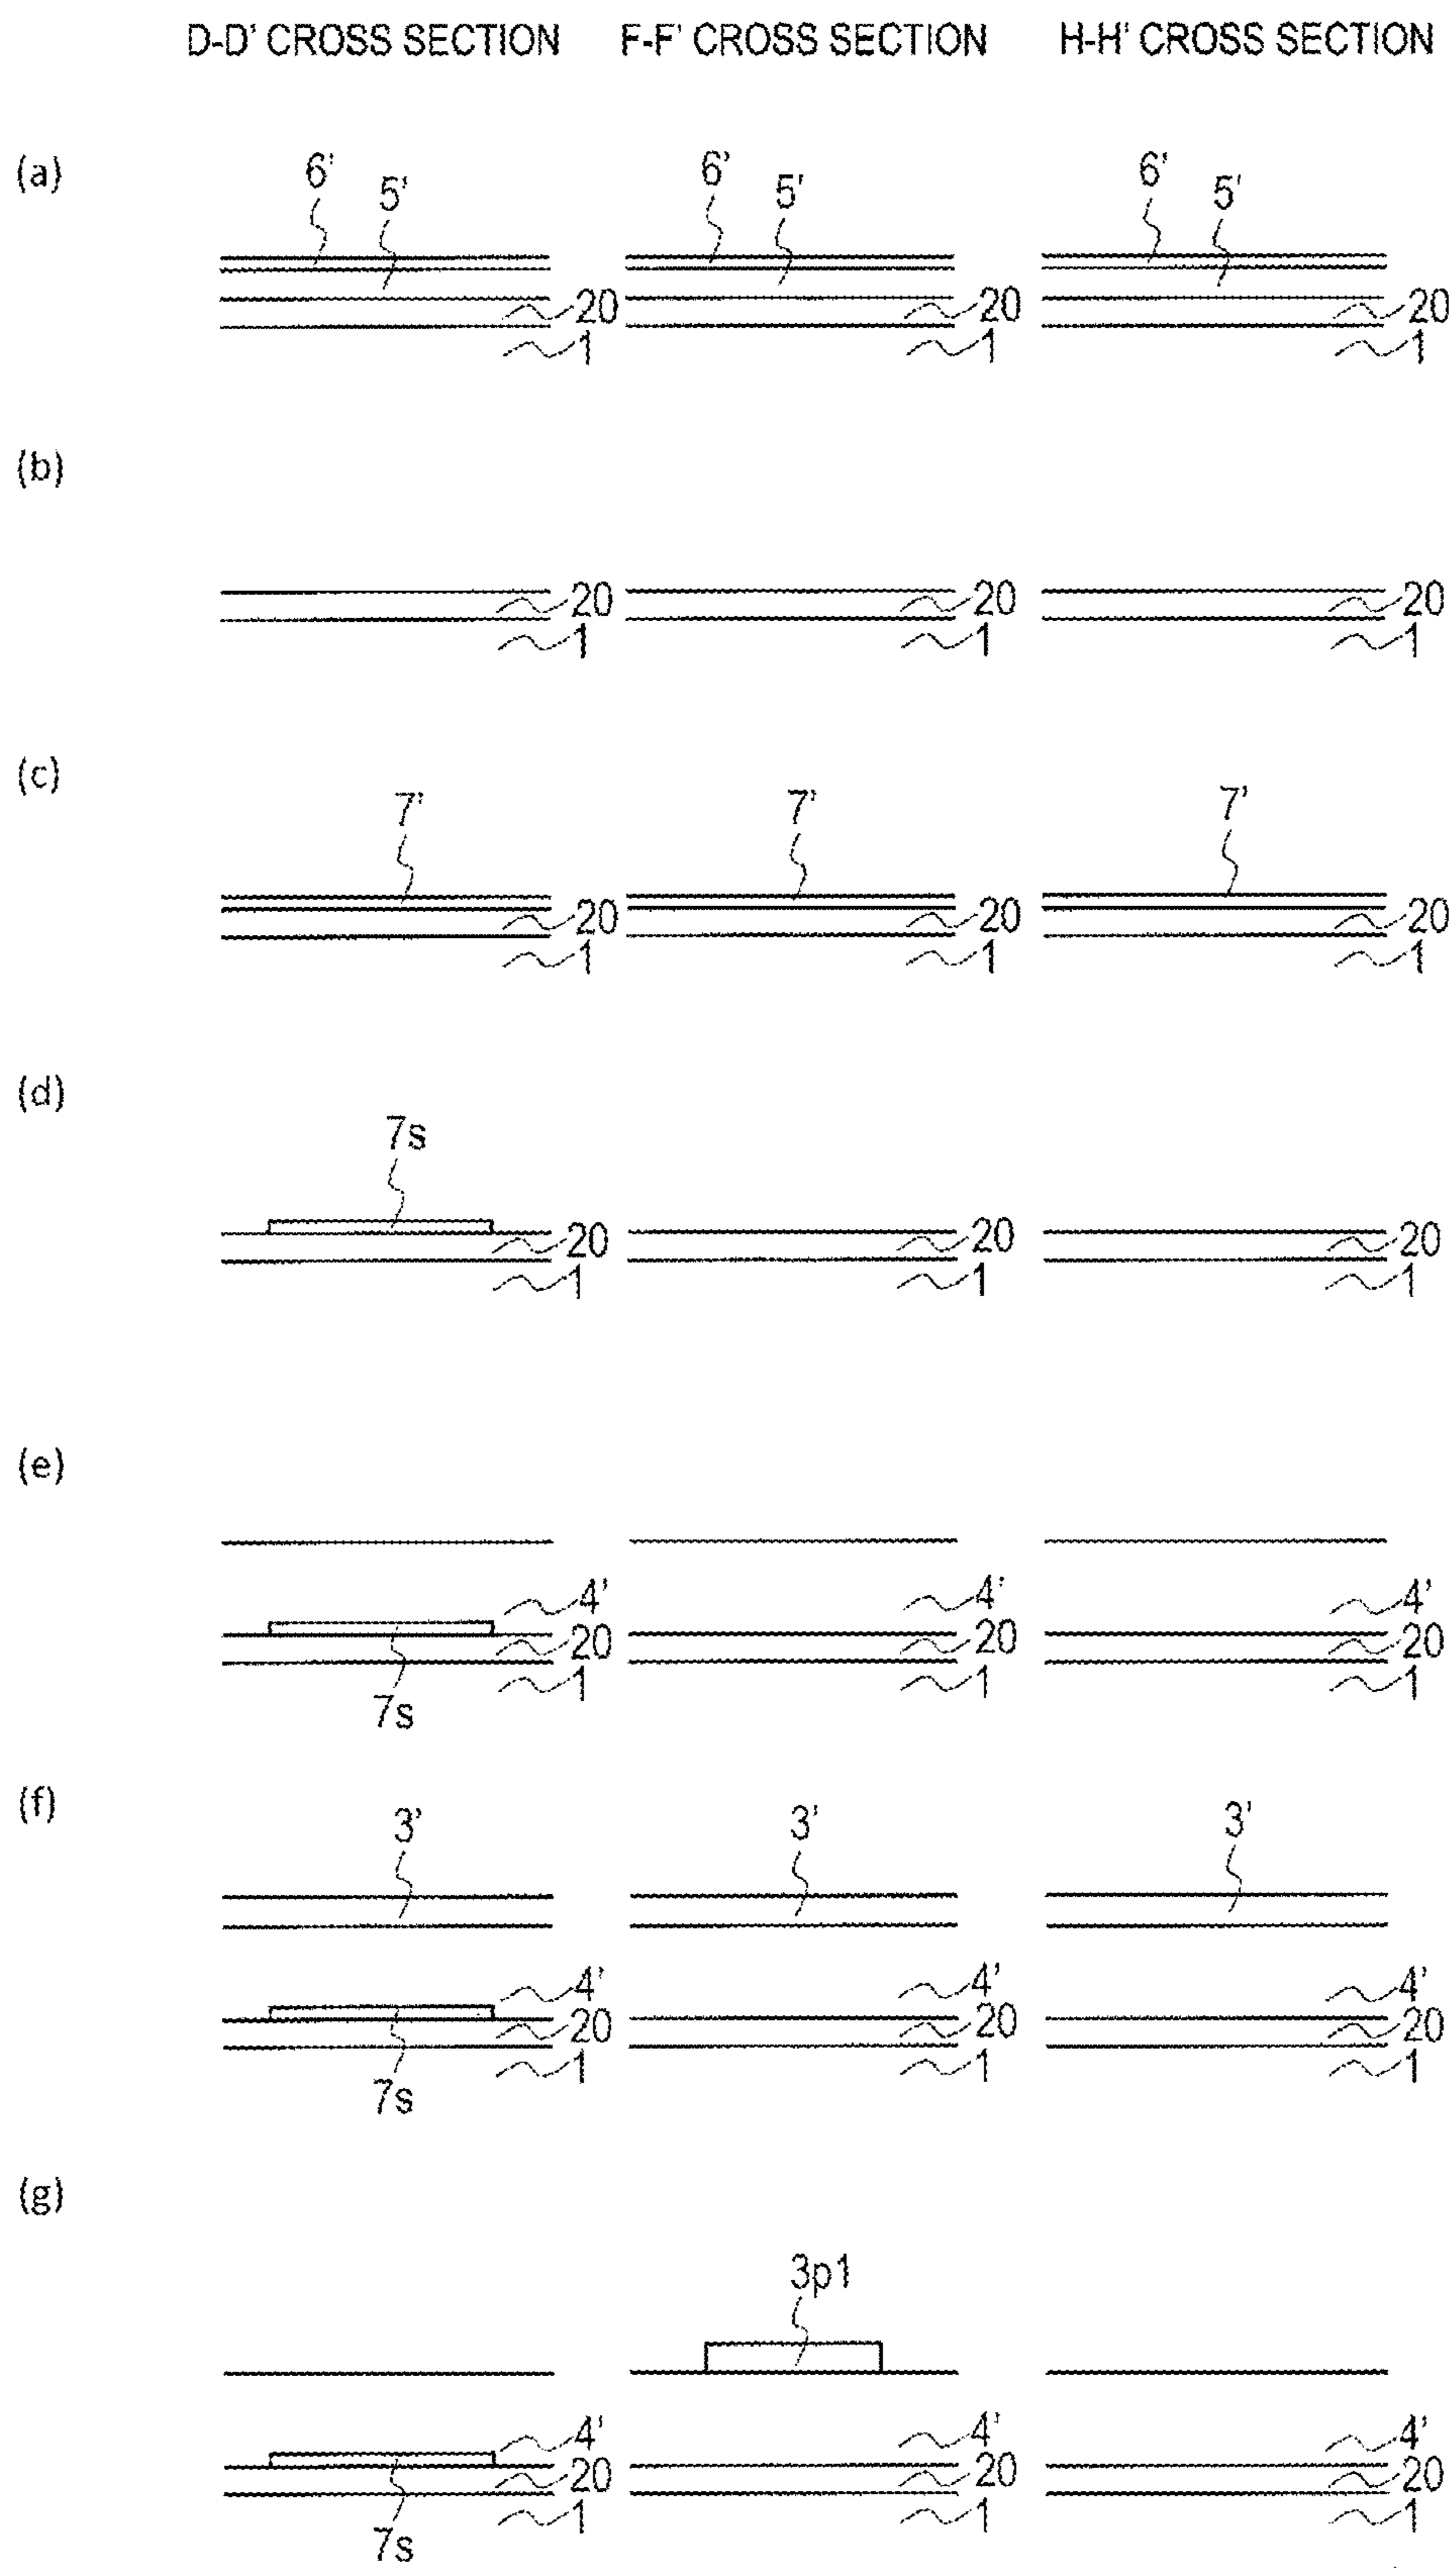 D-D' CROSS SECTION F-F' CROSS SECTION H-H' CROSS SECTION
(a)
6' 5' 6' 5' 6' 5'
20 20 20
1 1 1
(b)
20 20 20
1 1 1
(c)
7' 7' 7'
20 20 20
1 1 1
(d)
7s
20 20 20
1 1 1
(e)
4' 4' 4'
20 20 20
1 1 1
7s
(f)
3' 3' 3'
4' 4' 4'
20 20 20
1 1 1
7s
(g)
3p1
4' 4' 4'
20 20 20
1 1 1
7s